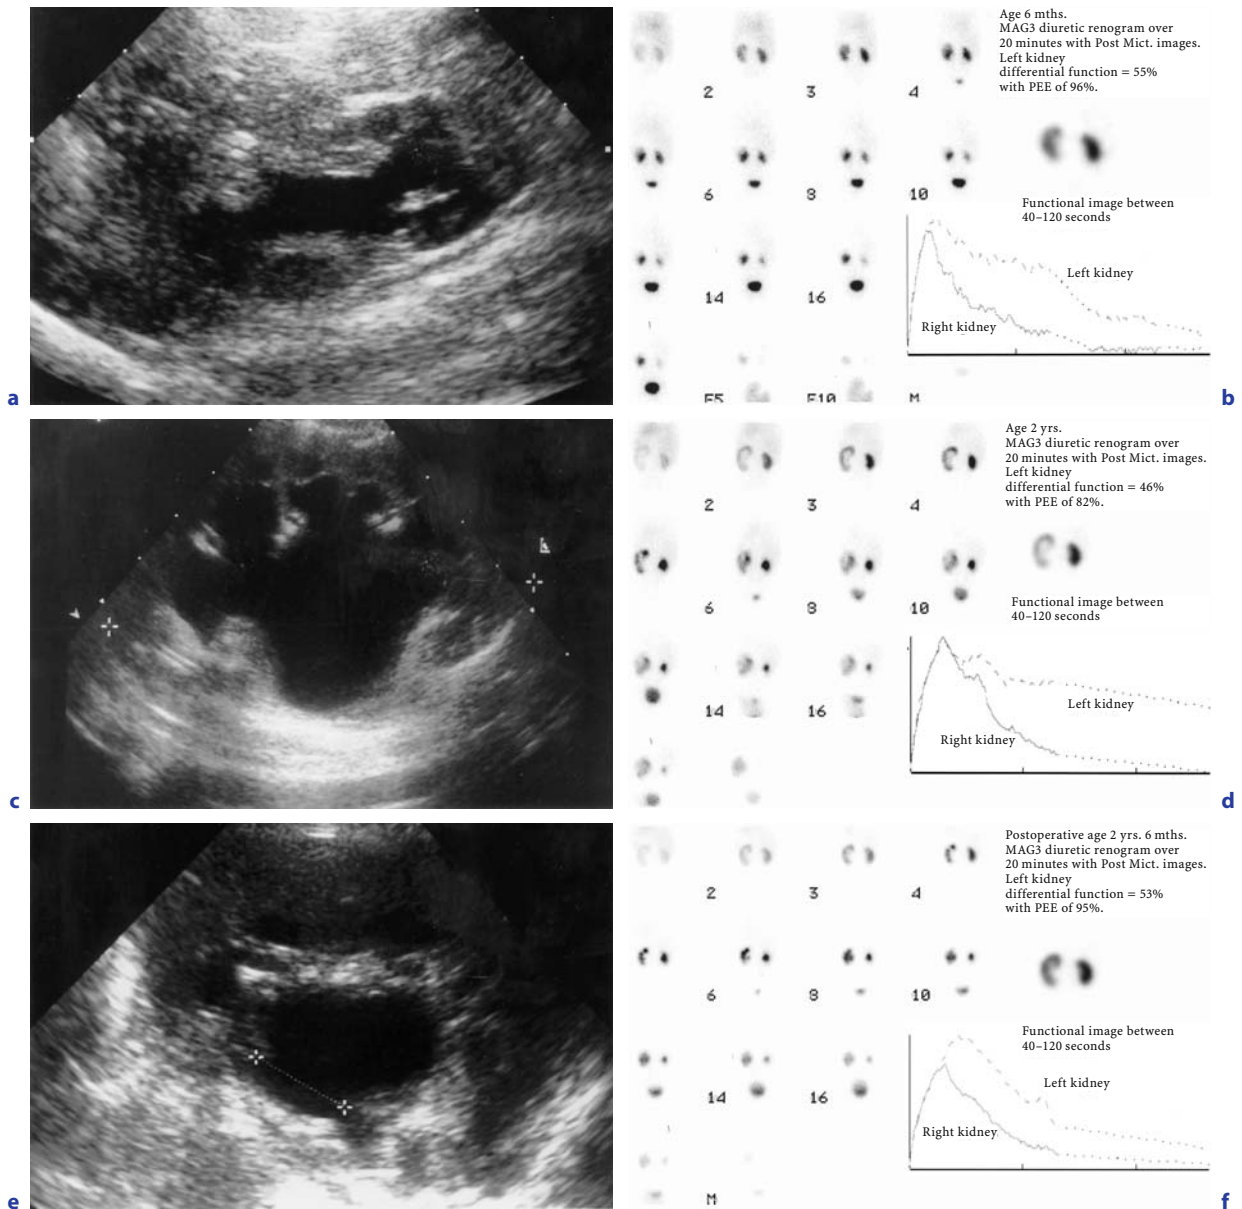 a
Age 6 mths.
MAG3 diuretic renogram over
20 minutes with Post Mict. images.
Left kidney
differential function = 55%
with PEE of 96%.
2
3
4
6
8
10
Functional image between
40–120 seconds
Left kidney
Right kidney
14
16
F5
F10
M
b
c
Age 2 yrs.
MAG3 diuretic renogram over
20 minutes with Post Mict. images.
Left kidney
differential function = 46%
with PEE of 82%.
2
3
4
6
8
10
Functional image between
40–120 seconds
Left kidney
Right kidney
14
16
d
e
Postoperative age 2 yrs. 6 mths.
MAG3 diuretic renogram over
20 minutes with Post Mict. images.
Left kidney
differential function = 53%
with PEE of 95%.
2
3
4
6
8
10
Functional image between
40–120 seconds
Left kidney
Right kidney
14
16
M
f